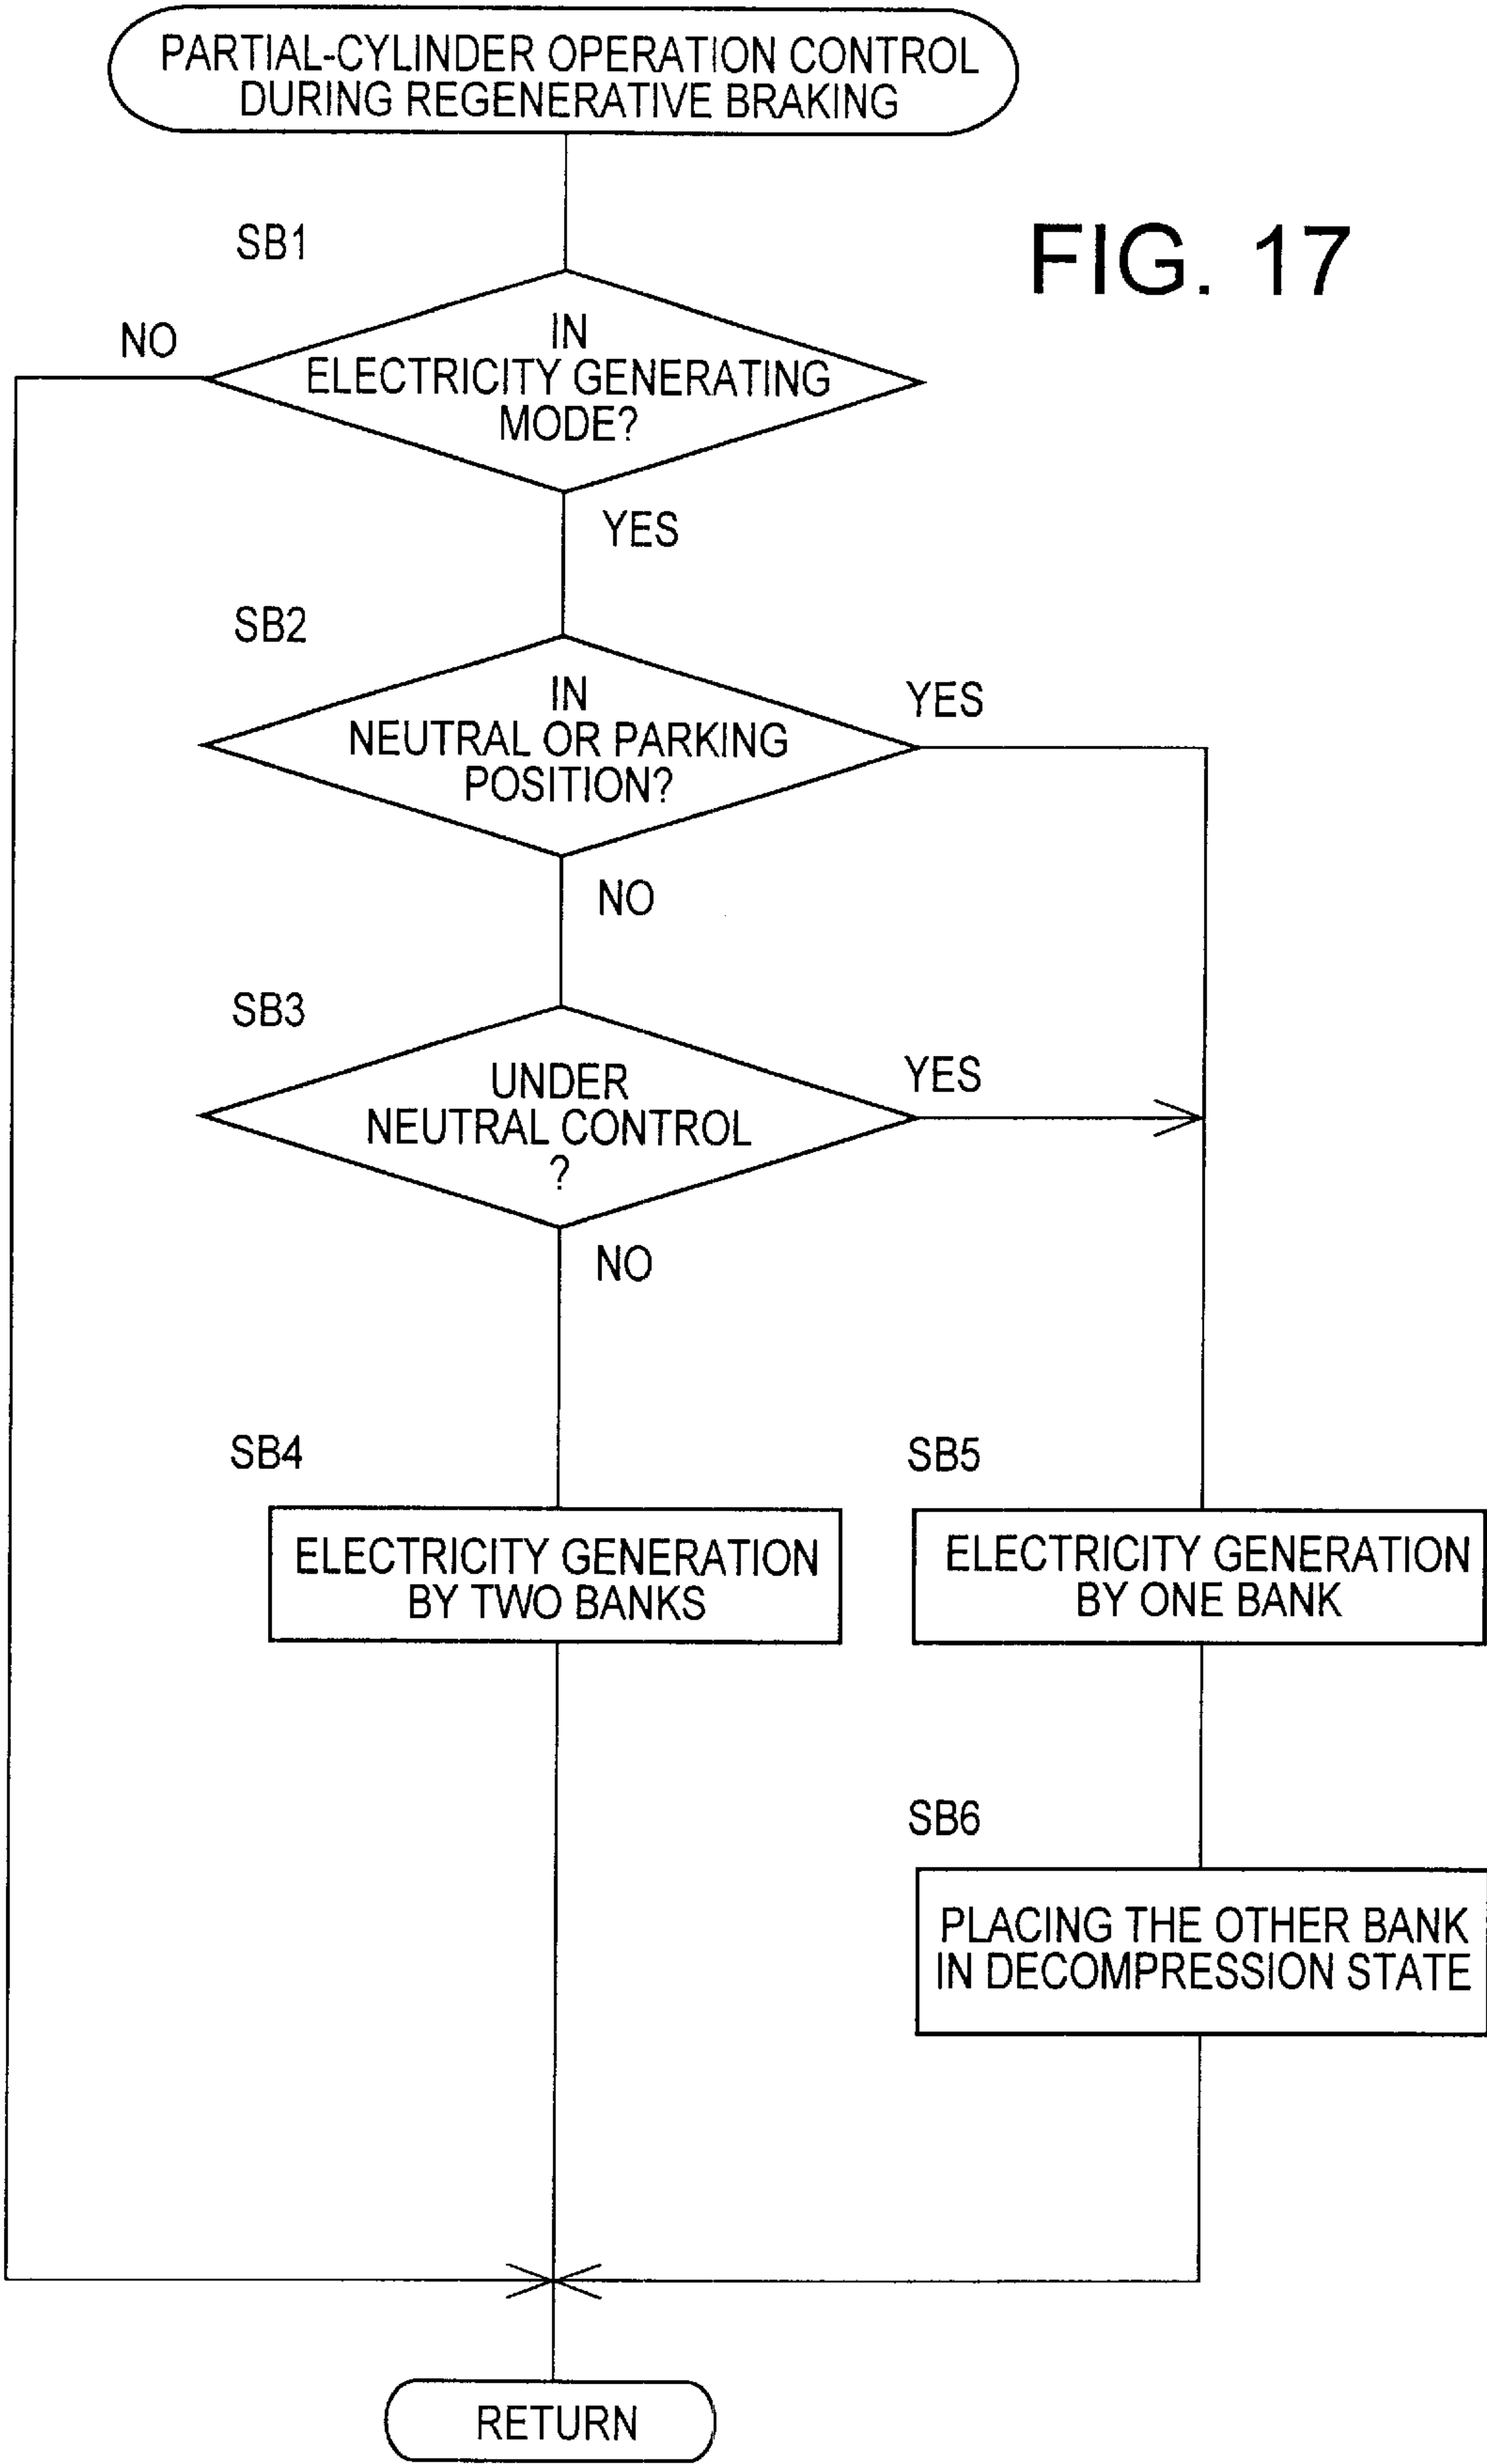 PARTIAL-CYLINDER OPERATION CONTROL
DURING REGENERATIVE BRAKING
FIG. 17
SB1
NO
IN
ELECTRICITY GENERATING
MODE?
YES
SB2
IN
NEUTRAL OR PARKING
POSITION?
YES
NO
SB3
UNDER
NEUTRAL CONTROL
?
YES
NO
SB4
ELECTRICITY GENERATION
BY TWO BANKS
SB5
ELECTRICITY GENERATION
BY ONE BANK
SB6
PLACING THE OTHER BANK
IN DECOMPRESSION STATE
RETURN